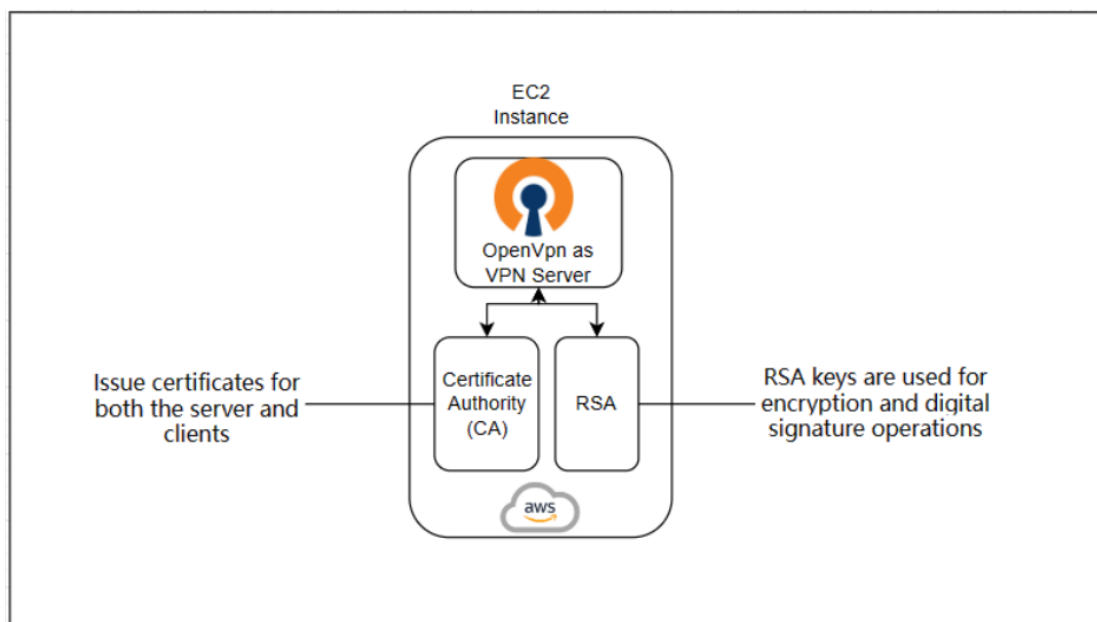 EC2
Instance
OpenVpn as
VPN Server
Issue certificates for
both the server and
clients
Certificate
Authority
(CA)
RSA
RSA keys are used for
encryption and digital
signature operations
aws